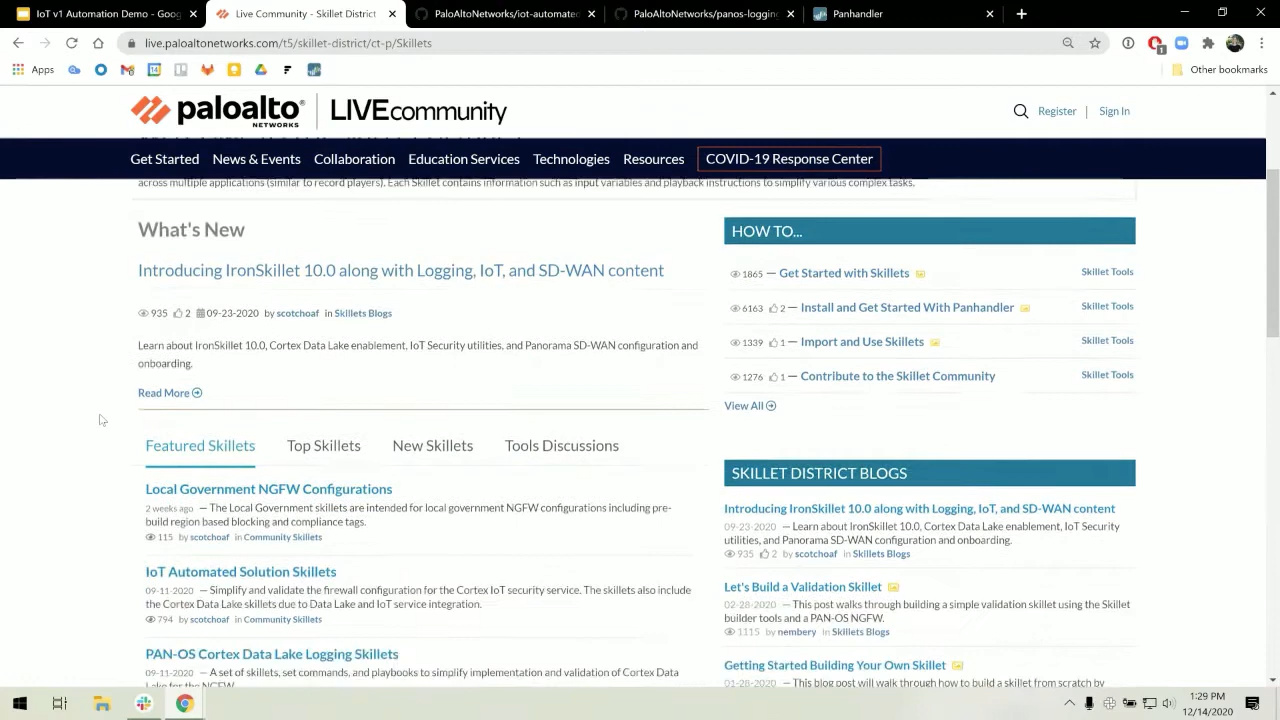 IoT v1 Automation Demo - Goog
Live Community - Skillet District
PaloAltoNetworks/iot-automated
PaloAltoNetworks/panos-logging
Panhandler
live.paloaltonetworks.com/t5/skillet-district/ct-p/Skillets
Apps
Other bookmarks
paloalto NETWORKS LIVEcommunity
Register | Sign In
Get Started News & Events Collaboration Education Services Technologies Resources COVID-19 Response Center
across multiple applications (similar to record players). Each Skillet contains information such as input variables and playback instructions to simplify various complex tasks.
What's New
Introducing IronSkillet 10.0 along with Logging, IoT, and SD-WAN content
935 2 09-23-2020 by scotchoaf in Skillets Blogs
Learn about IronSkillet 10.0, Cortex Data Lake enablement, IoT Security utilities, and Panorama SD-WAN configuration and
onboarding.
Read More
Featured Skillets Top Skillets New Skillets Tools Discussions
Local Government NGFW Configurations
2 weeks ago — The Local Government skillets are intended for local government NGFW configurations including pre-
build region based blocking and compliance tags.
115 by scotchoaf in Community Skillets
IoT Automated Solution Skillets
09-11-2020 — Simplify and validate the firewall configuration for the Cortex IoT security service. The skillets also include
the Cortex Data Lake skillets due to Data Lake and IoT service integration.
794 by scotchoaf in Community Skillets
PAN-OS Cortex Data Lake Logging Skillets
09-11-2020 — A set of skillets, set commands, and playbooks to simplify implementation and validation of Cortex Data
Lake for the NGFW.
HOW TO...
1865 — Get Started with Skillets Skillet Tools
6163 2 — Install and Get Started With Panhandler Skillet Tools
1339 1 — Import and Use Skillets Skillet Tools
1276 1 — Contribute to the Skillet Community Skillet Tools
View All
SKILLET DISTRICT BLOGS
Introducing IronSkillet 10.0 along with Logging, IoT, and SD-WAN content
09-23-2020 — Learn about IronSkillet 10.0, Cortex Data Lake enablement, IoT Security
utilities, and Panorama SD-WAN configuration and onboarding.
935 2 by scotchoaf in Skillets Blogs
Let's Build a Validation Skillet
02-28-2020 — This post walks through building a simple validation skillet using the Skillet
builder tools and a PAN-OS NGFW.
1115 by nembery in Skillets Blogs
Getting Started Building Your Own Skillet
01-28-2020 — This blog post will walk through how to build a skillet from scratch by
1:29 PM
12/14/2020